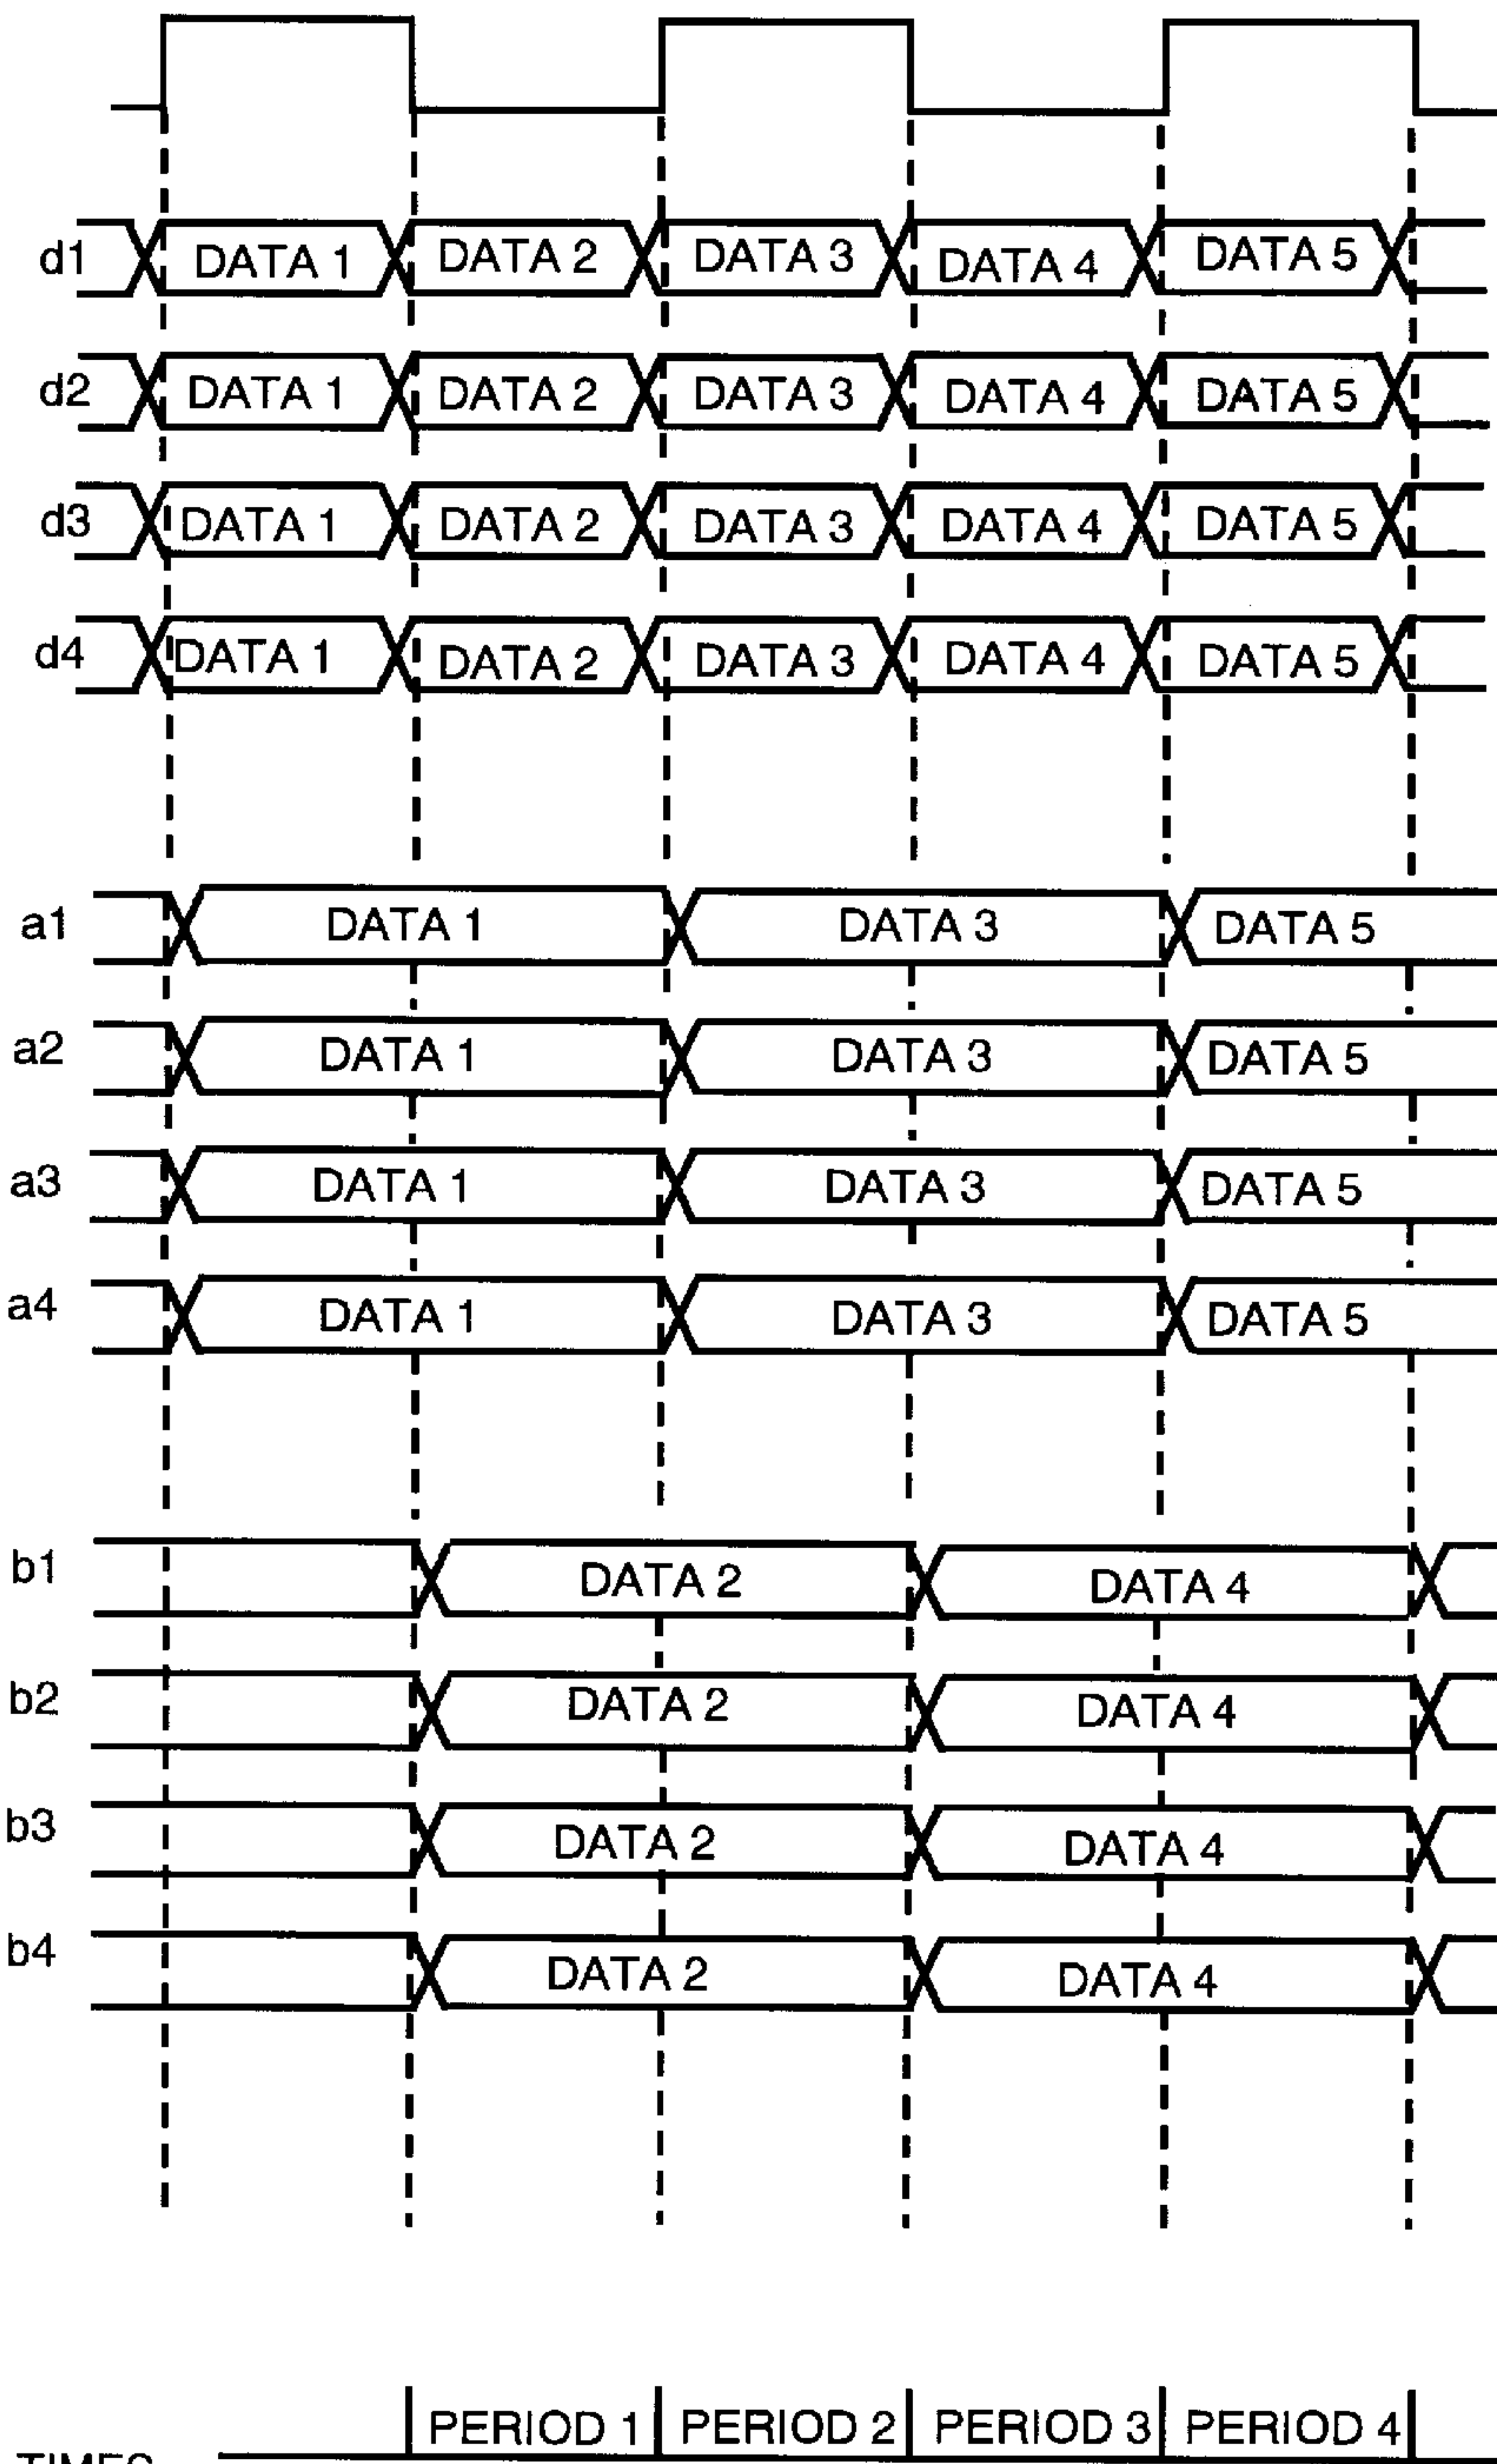 d1 DATA 1 DATA 2 DATA 3 DATA 4 DATA 5
d2 DATA 1 DATA 2 DATA 3 DATA 4 DATA 5
d3 DATA 1 DATA 2 DATA 3 DATA 4 DATA 5
d4 DATA 1 DATA 2 DATA 3 DATA 4 DATA 5
a1 DATA 1 DATA 3 DATA 5
a2 DATA 1 DATA 3 DATA 5
a3 DATA 1 DATA 3 DATA 5
a4 DATA 1 DATA 3 DATA 5
b1 DATA 2 DATA 4
b2 DATA 2 DATA 4
b3 DATA 2 DATA 4
b4 DATA 2 DATA 4
PERIOD 1 PERIOD 2 PERIOD 3 PERIOD 4
TIMES